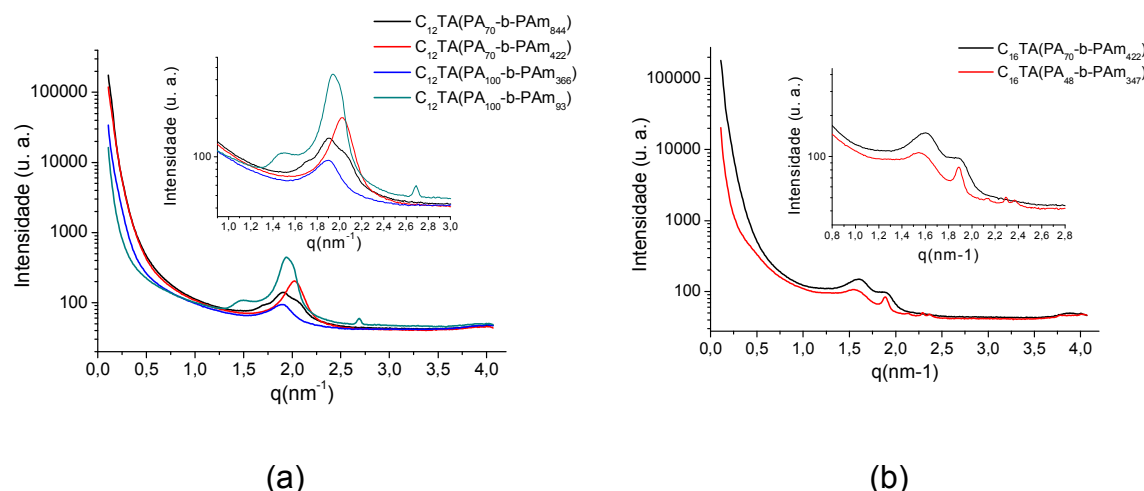 C12TA(PA70-b-PAm844)
C12TA(PA70-b-PAm422)
C12TA(PA100-b-PAm366)
C12TA(PA100-b-PAm93)
Intensidade (u. a.)
100000
10000
1000
100
0,0 0,5 1,0 1,5 2,0 2,5 3,0 3,5 4,0
q(nm-1)
Intensidade (u. a.)
100
1,0 1,2 1,4 1,6 1,8 2,0 2,2 2,4 2,6 2,8 3,0
q(nm-1)
(a)
C16TA(PA70-b-PAm422)
C16TA(PA48-b-PAm347)
Intensidade (u. a.)
100000
10000
1000
100
0,0 0,5 1,0 1,5 2,0 2,5 3,0 3,5 4,0
q(nm-1)
Intensidade (u. a.)
100
0,8 1,0 1,2 1,4 1,6 1,8 2,0 2,2 2,4 2,6 2,8
q(nm-1)
(b)